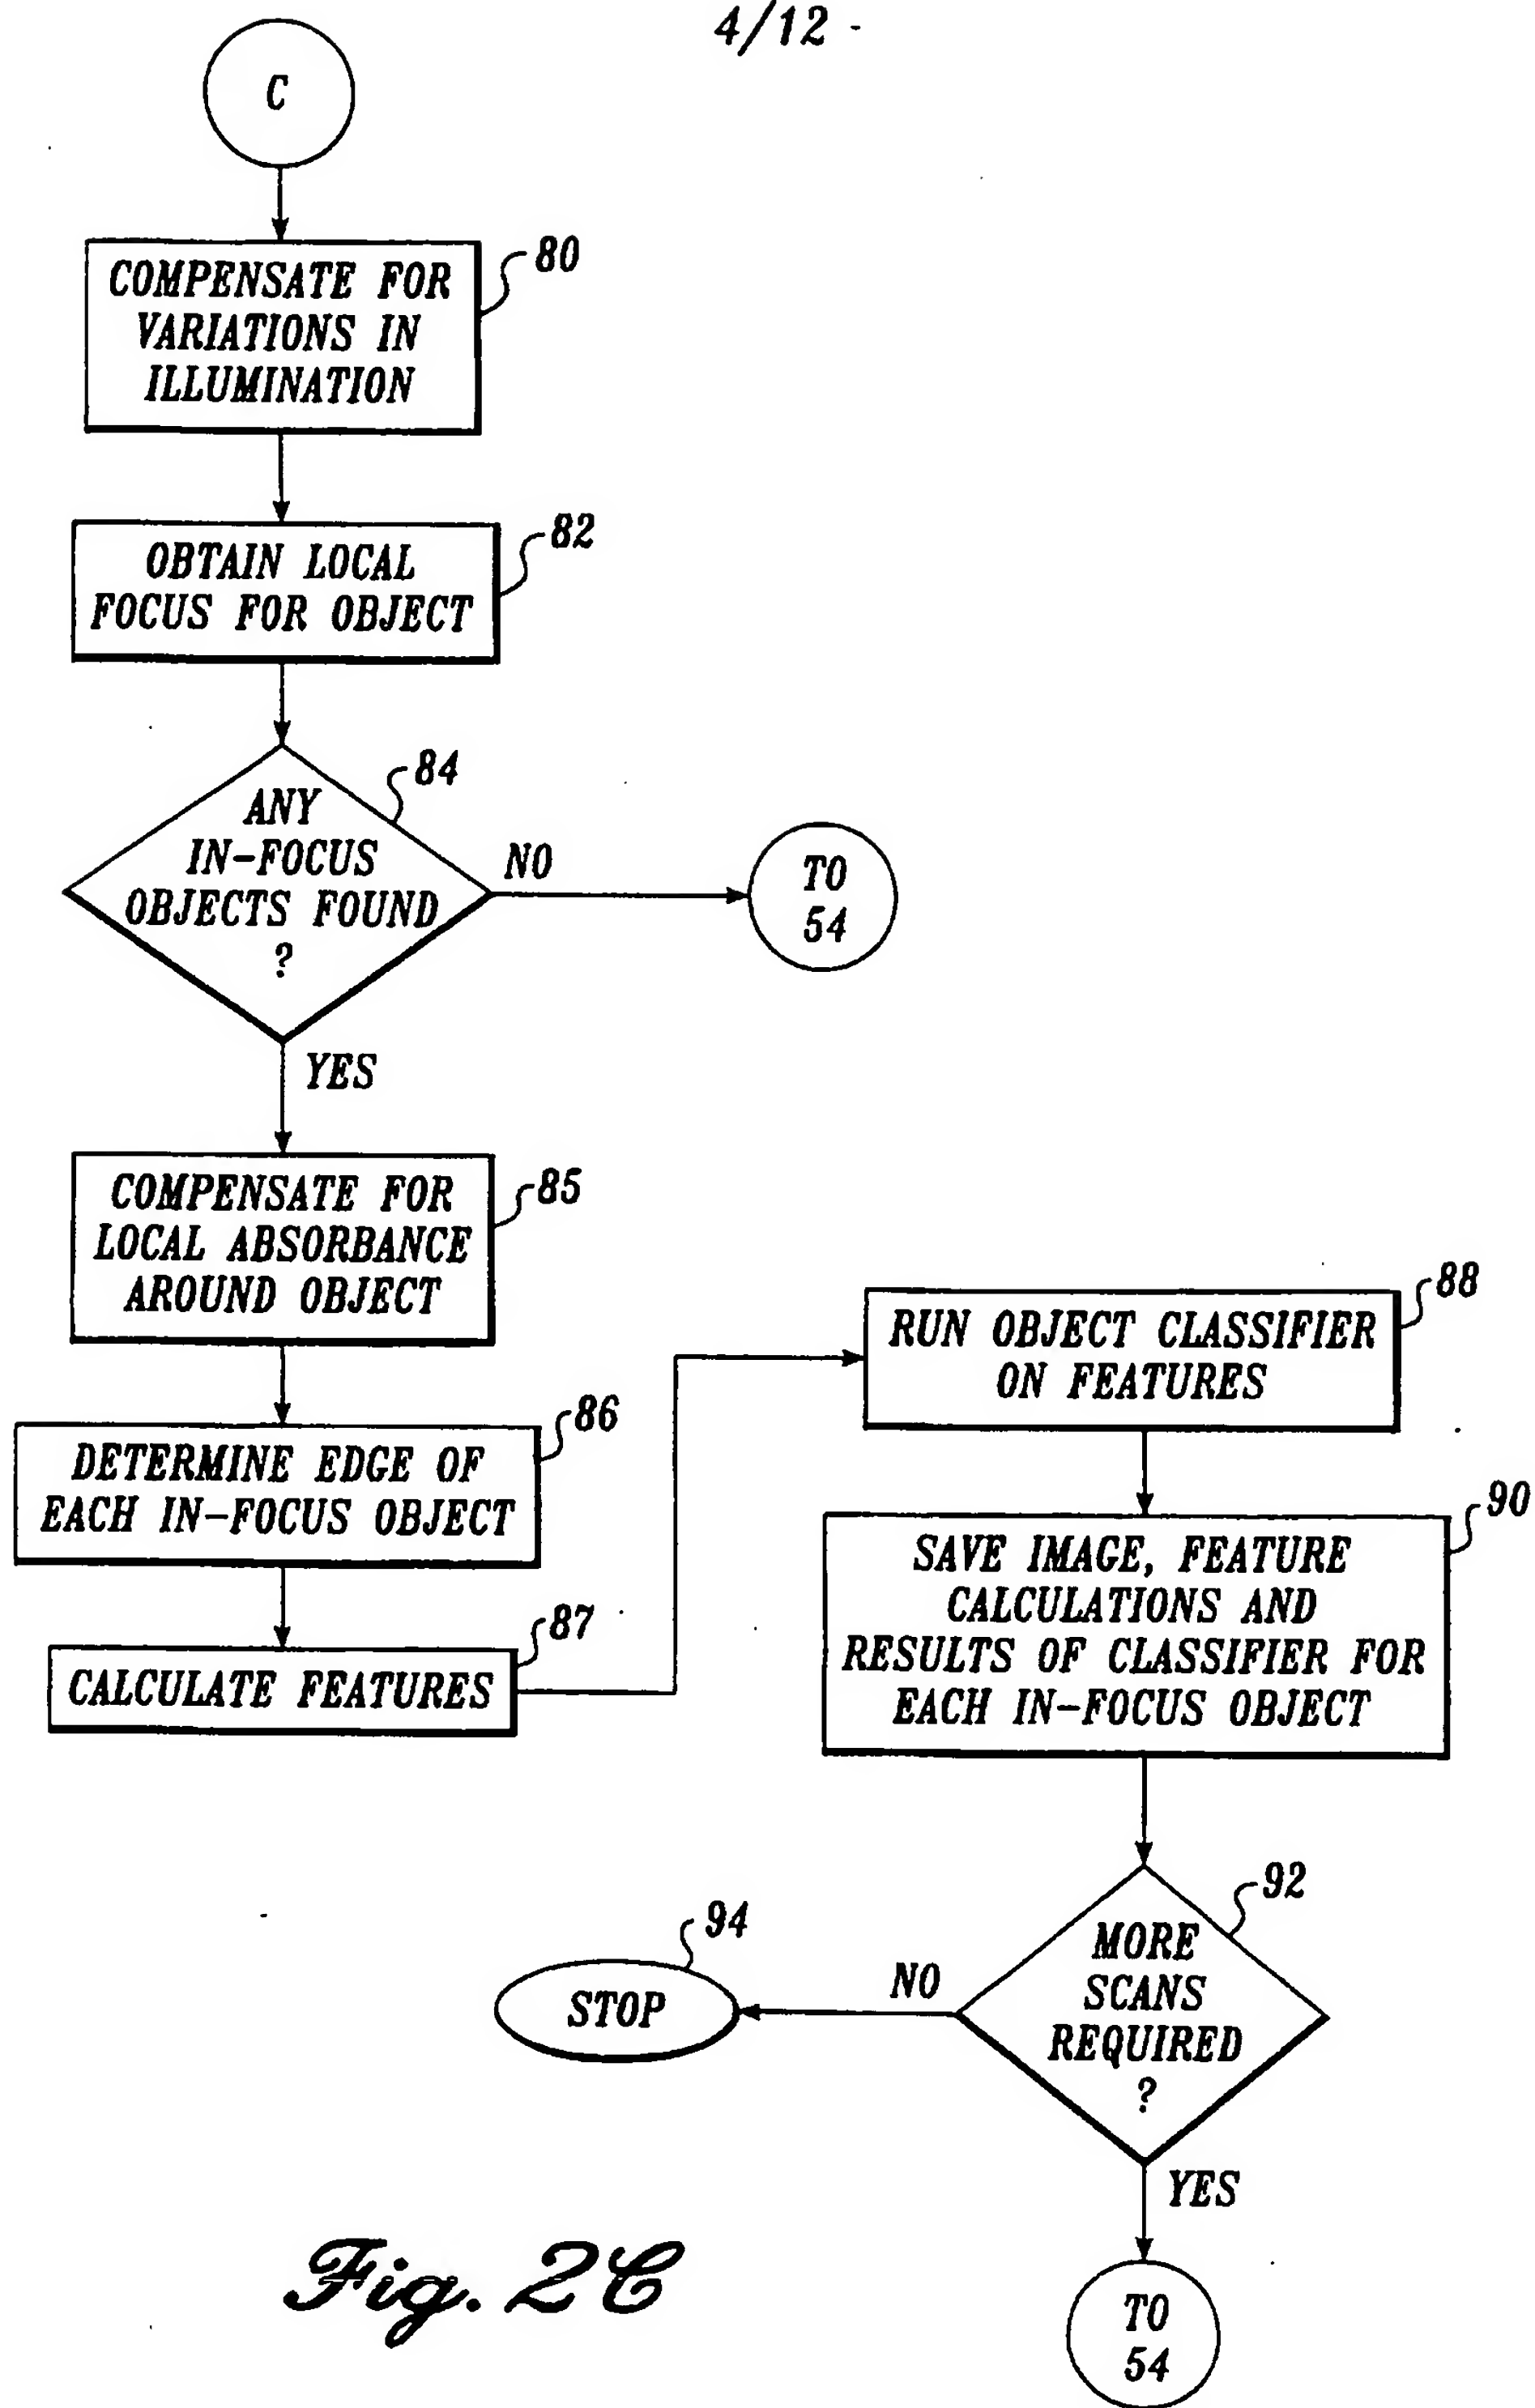 4/12 -
C
80
COMPENSATE FOR
VARIATIONS IN
ILLUMINATION
82
OBTAIN LOCAL
FOCUS FOR OBJECT
84
ANY
IN-FOCUS
OBJECTS FOUND
?
NO
TO
54
YES
85
COMPENSATE FOR
LOCAL ABSORBANCE
AROUND OBJECT
86
DETERMINE EDGE OF
EACH IN-FOCUS OBJECT
87
CALCULATE FEATURES
88
RUN OBJECT CLASSIFIER
ON FEATURES
90
SAVE IMAGE, FEATURE
CALCULATIONS AND
RESULTS OF CLASSIFIER FOR
EACH IN-FOCUS OBJECT
92
MORE
SCANS
REQUIRED
?
NO
94
STOP
YES
TO
54
Fig. 2C